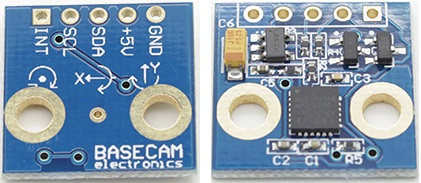 INT
SCL
SDA
+5V
GND
X
Y
BASECAM
electronics
C6
C5
C3
C2
C1
R5